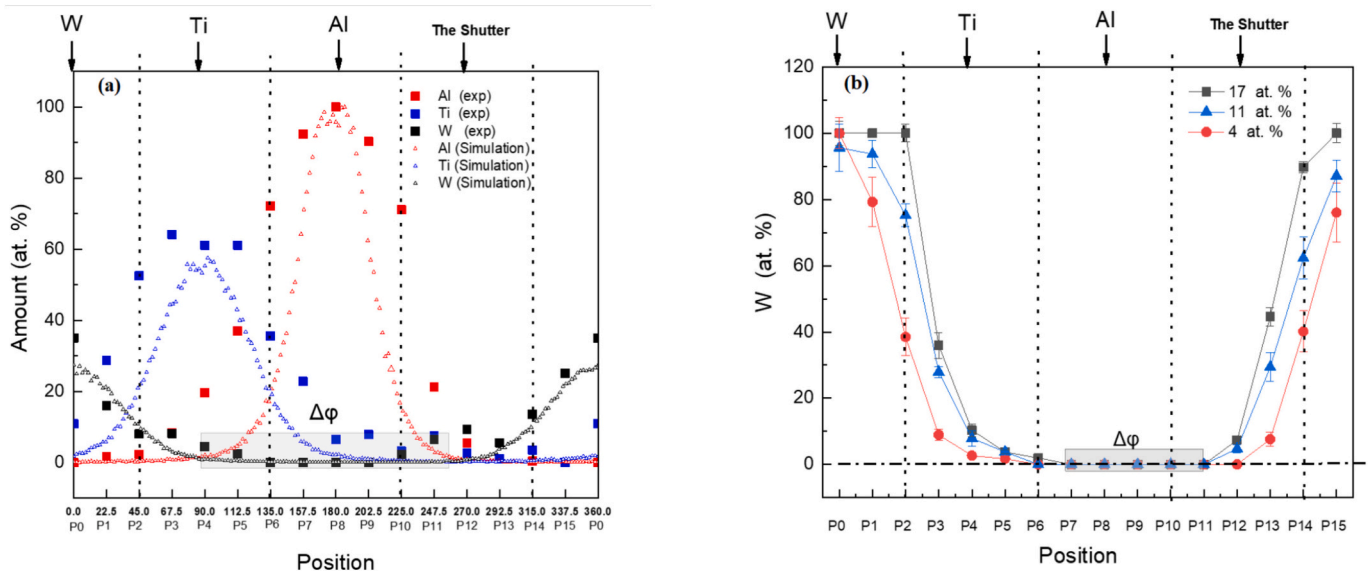 W
Ti
Al
The Shutter
(a)
Al (exp)
Ti (exp)
W (exp)
Al (Simulation)
Ti (Simulation)
W (Simulation)
Δφ
Amount (at. %)
100
80
60
40
20
0
0.0 22.5 45.0 67.5 90.0 112.5 135.0 157.5 180.0 202.5 225.0 247.5 270.0 292.5 315.0 337.5 360.0
P0 P1 P2 P3 P4 P5 P6 P7 P8 P9 P10 P11 P12 P13 P14 P15 P0
Position
W
Ti
Al
The Shutter
(b)
17 at. %
11 at. %
4 at. %
Δφ
W (at. %)
120
100
80
60
40
20
0
P0 P1 P2 P3 P4 P5 P6 P7 P8 P9 P10 P11 P12 P13 P14 P15
Position